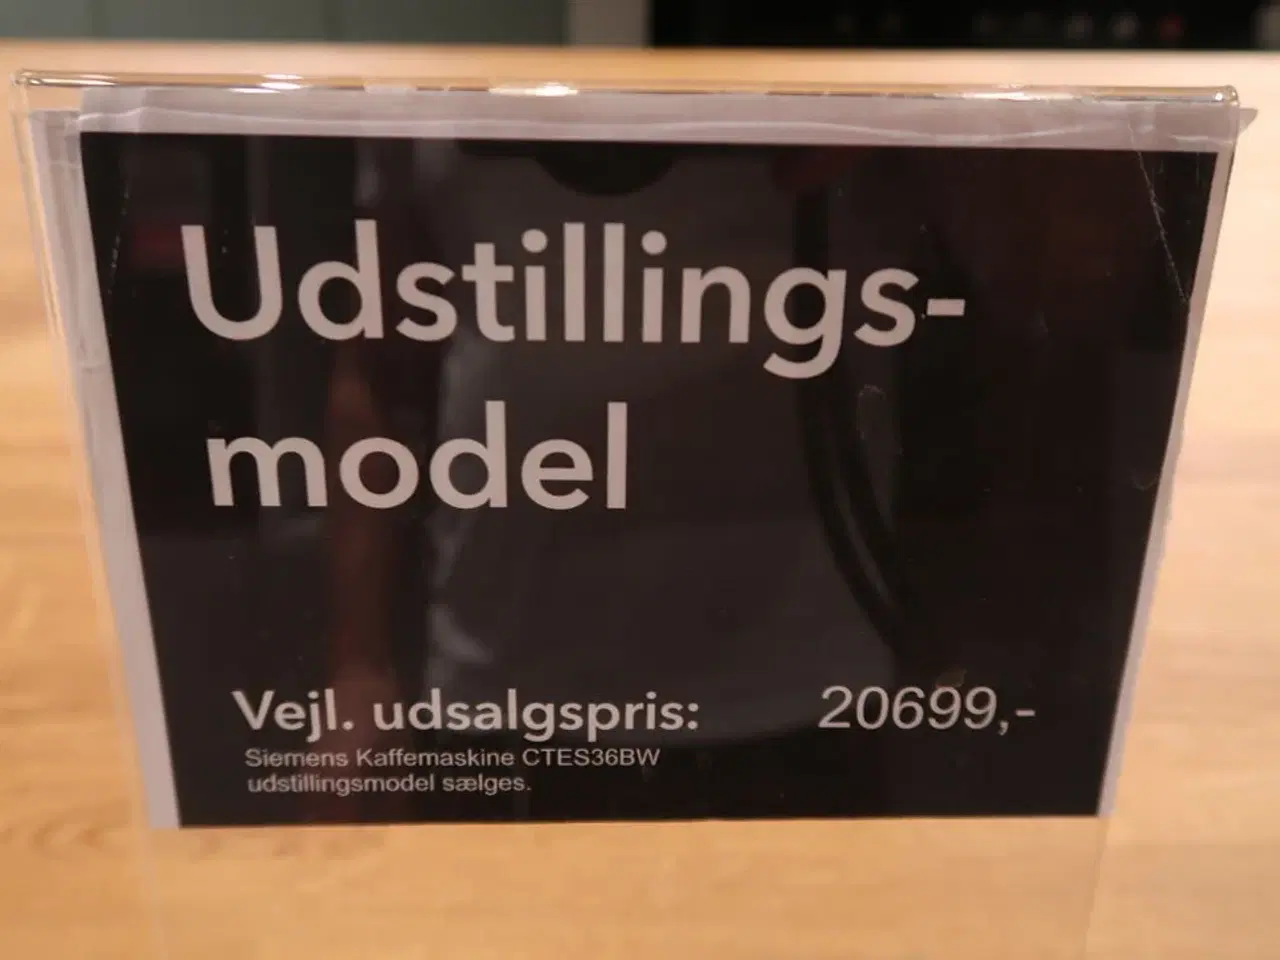 Udstillings-
model
Vejl. udsalgspris: 20699,-
Siemens Kaffemaskine CTES36BW
udstillingsmodel sælges.